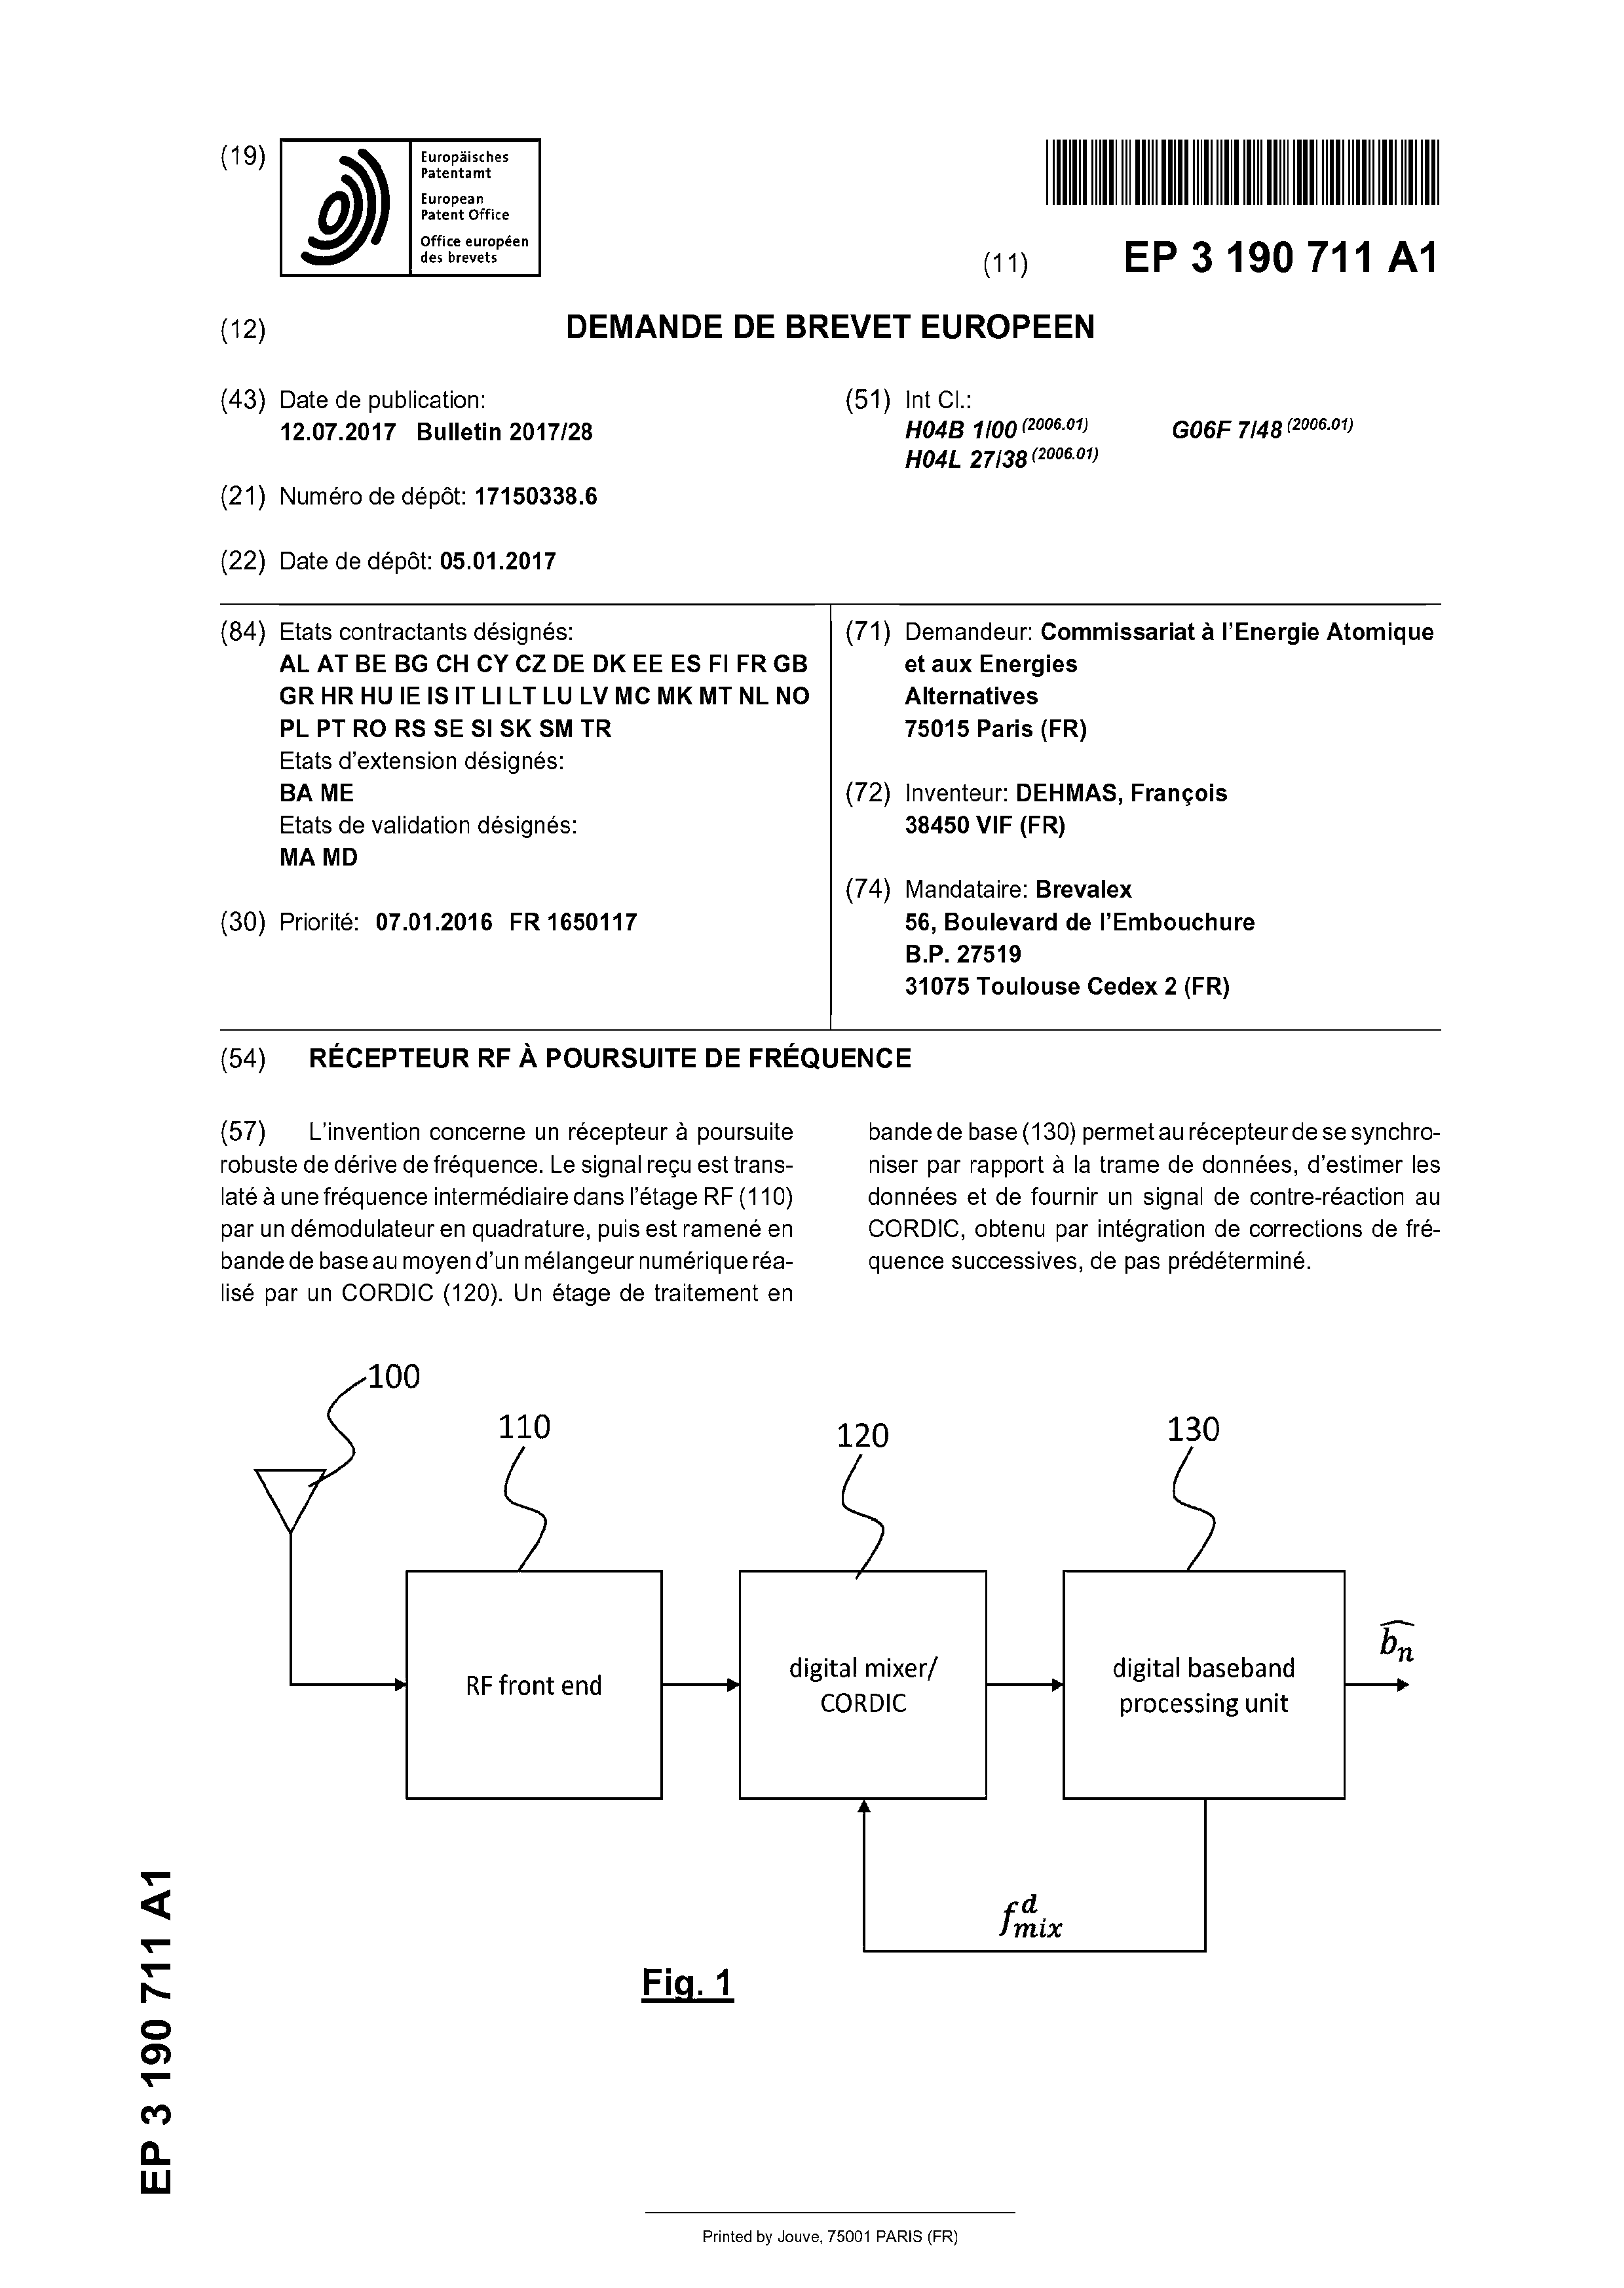 (19)
Europäisches
Patentamt
European
Patent Office
Office européen
des brevets
(11) EP 3 190 711 A1
(12) DEMANDE DE BREVET EUROPEEN
(43) Date de publication:
12.07.2017 Bulletin 2017/28
(21) Numéro de dépôt: 17150338.6
(22) Date de dépôt: 05.01.2017
(51) Int Cl.:
H04B 1/00 (2006.01) G06F 7/48 (2006.01)
H04L 27/38 (2006.01)
(84) Etats contractants désignés:
AL AT BE BG CH CY CZ DE DK EE ES FI FR GB
GR HR HU IE IS IT LI LT LU LV MC MK MT NL NO
PL PT RO RS SE SI SK SM TR
Etats d'extension désignés:
BA ME
Etats de validation désignés:
MA MD
(30) Priorité: 07.01.2016 FR 1650117
(71) Demandeur: Commissariat à l'Energie Atomique
et aux Energies
Alternatives
75015 Paris (FR)
(72) Inventeur: DEHMAS, François
38450 VIF (FR)
(74) Mandataire: Brevalex
56, Boulevard de l'Embouchure
B.P. 27519
31075 Toulouse Cedex 2 (FR)
(54) RÉCEPTEUR RF À POURSUITE DE FRÉQUENCE
(57) L'invention concerne un récepteur à poursuite
robuste de dérive de fréquence. Le signal reçu est trans-
laté à une fréquence intermédiaire dans l'étage RF (110)
par un démodulateur en quadrature, puis est ramené en
bande de base au moyen d'un mélangeur numérique réa-
lisé par un CORDIC (120). Un étage de traitement en
bande de base (130) permet au récepteur de se synchro-
niser par rapport à la trame de données, d'estimer les
données et de fournir un signal de contre-réaction au
CORDIC, obtenu par intégration de corrections de fré-
quence successives, de pas prédéterminé.
100
110
120
130
RF front end
digital mixer/
CORDIC
digital baseband
processing unit
b̂n
f d mix
Fig. 1
EP 3 190 711 A1
Printed by Jouve, 75001 PARIS (FR)